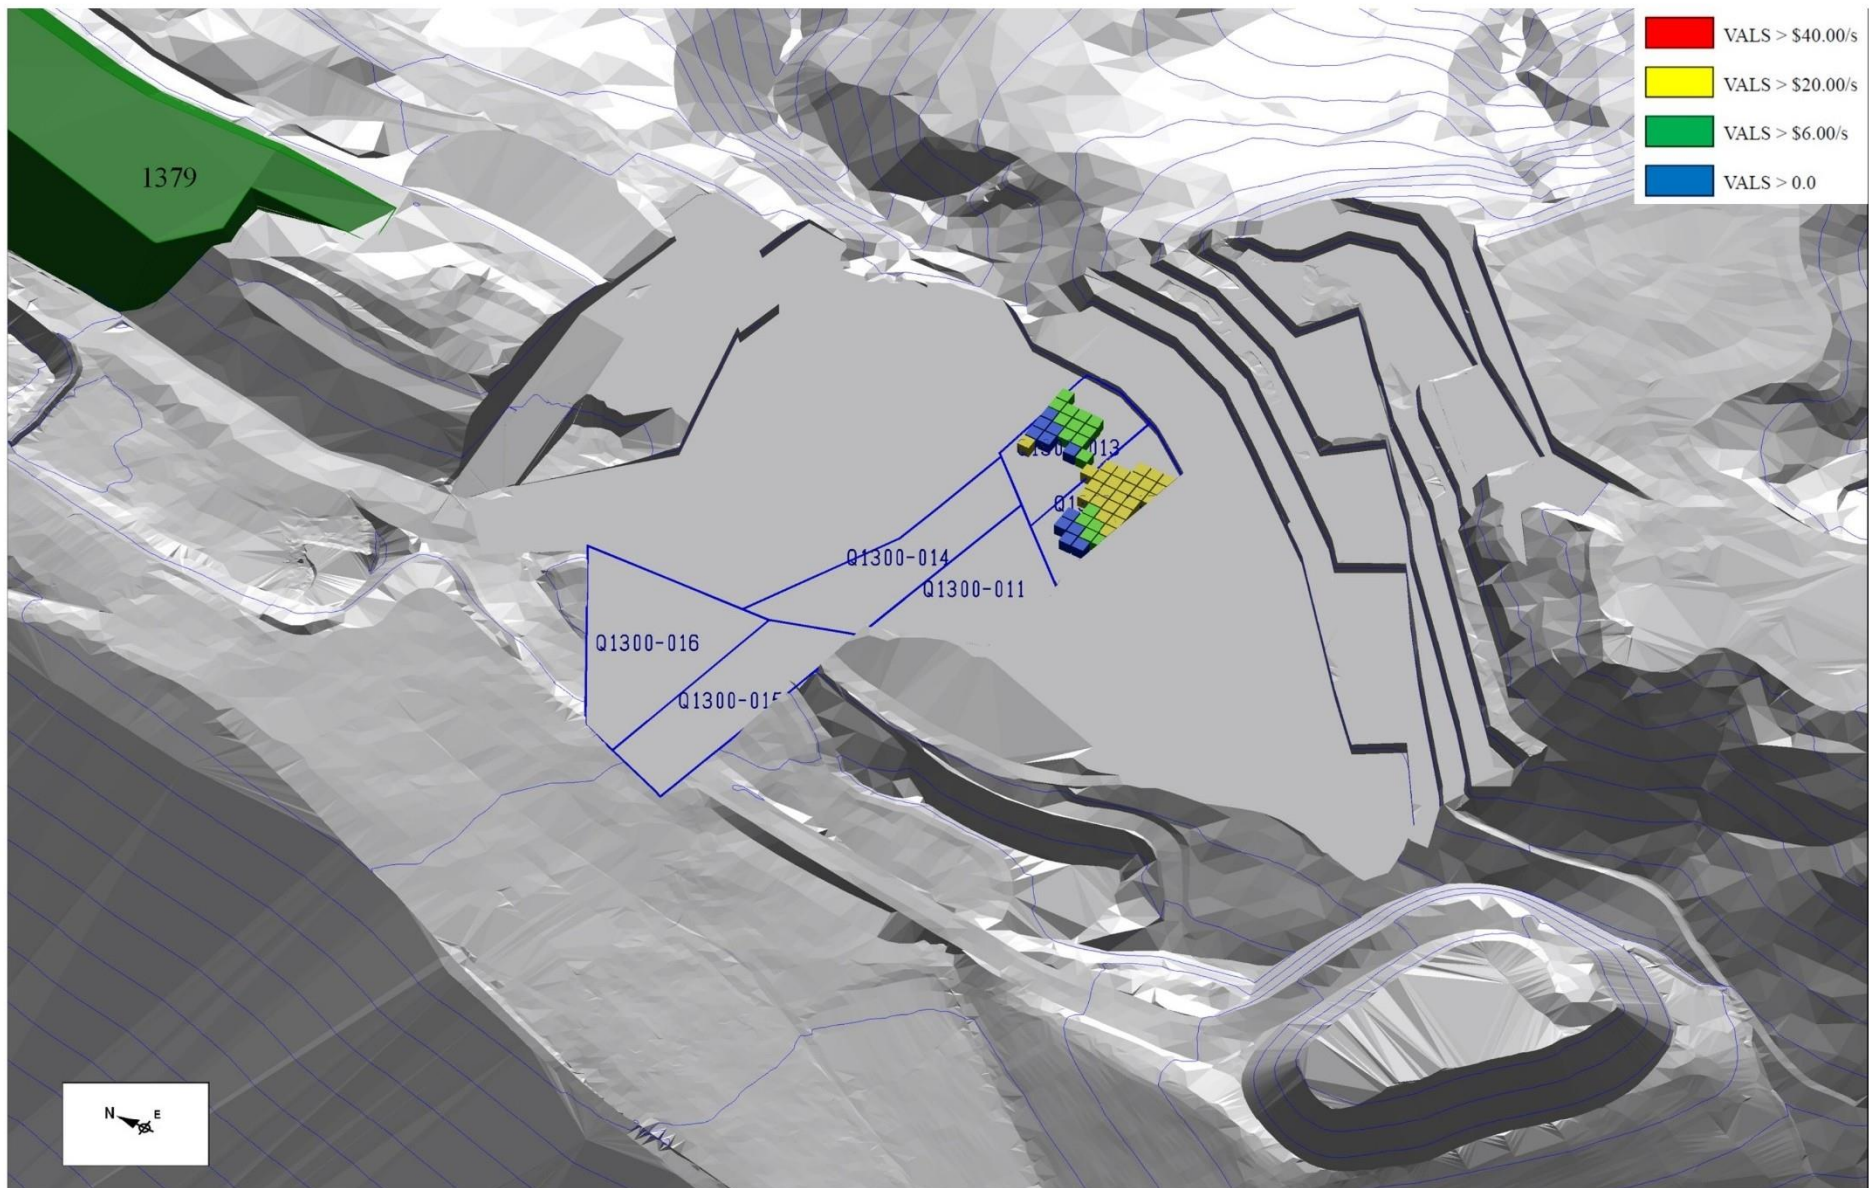 VALS > $40.00/s
VALS > $20.00/s
VALS > $6.00/s
VALS > 0.0
1379
Q1300-014
Q1300-011
Q1300-016
N
E